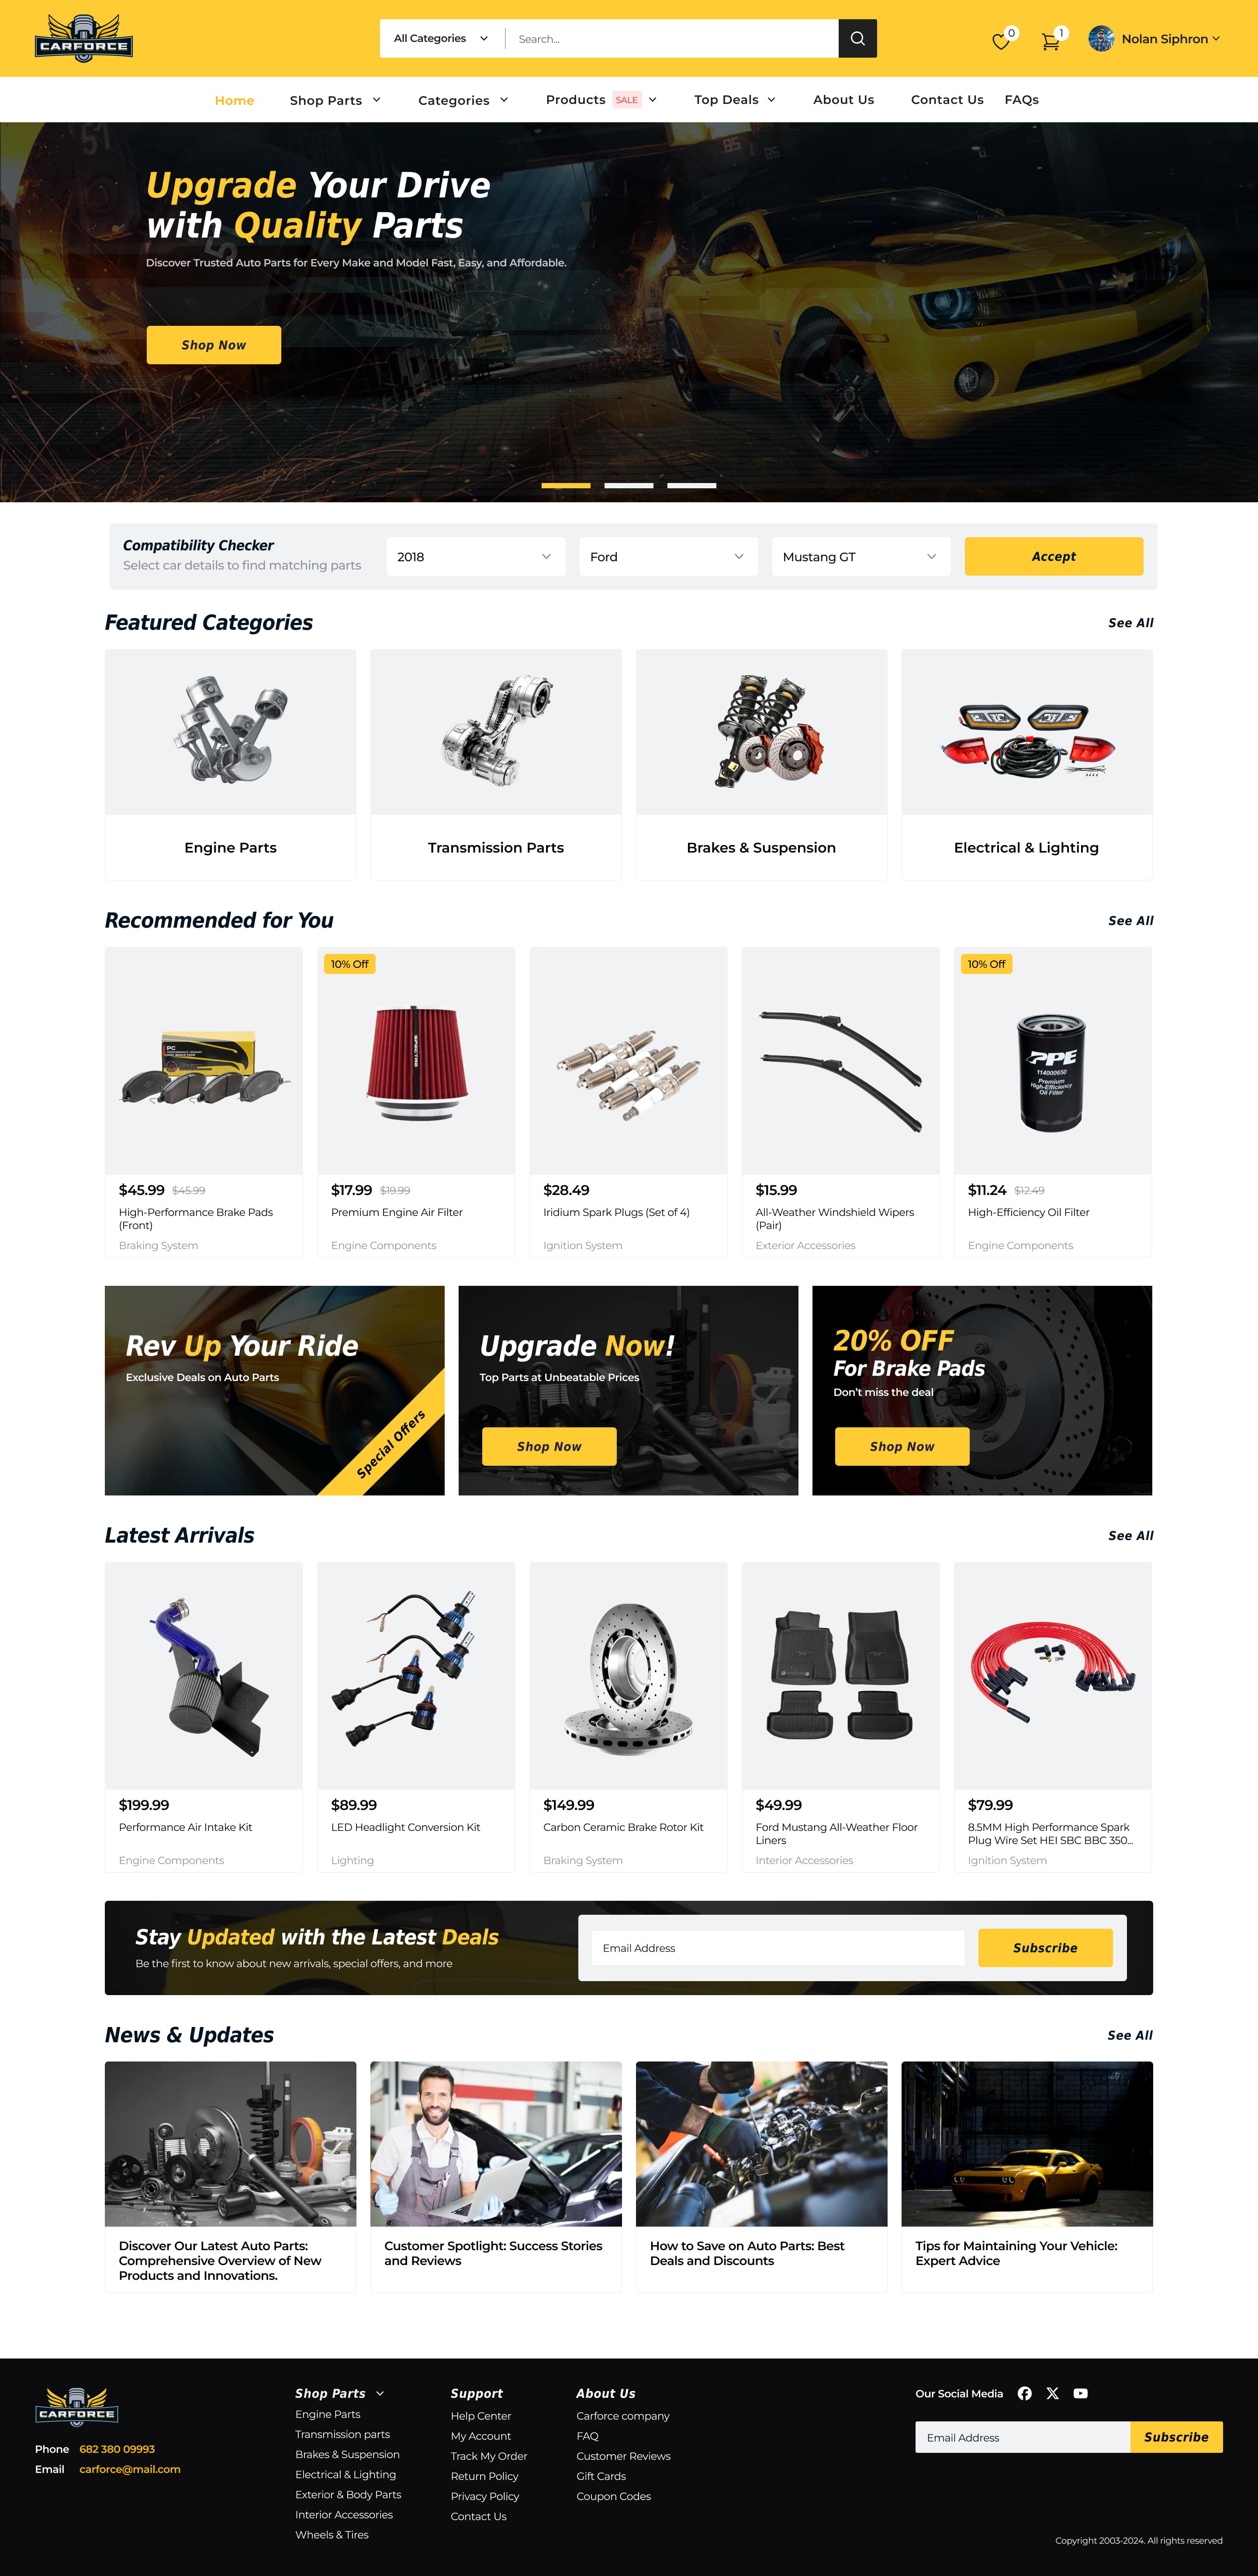 CARFORCE
All Categories
Search...
0
1
Nolan Siphron
Home
Shop Parts
Categories
Products SALE
Top Deals
About Us
Contact Us
FAQs
Upgrade Your Drive
with Quality Parts
Discover Trusted Auto Parts for Every Make and Model Fast, Easy, and Affordable.
Shop Now
Compatibility Checker
Select car details to find matching parts
2018
Ford
Mustang GT
Accept
Featured Categories
See All
Engine Parts
Transmission Parts
Brakes & Suspension
Electrical & Lighting
Recommended for You
See All
PC
$45.99 $45.99
High-Performance Brake Pads
(Front)
Braking System
10% Off
SPECTRE
$17.99 $19.99
Premium Engine Air Filter
Engine Components
$28.49
Iridium Spark Plugs (Set of 4)
Ignition System
$15.99
All-Weather Windshield Wipers
(Pair)
Exterior Accessories
10% Off
PPE
114000650
Premium
High-Efficiency
Oil Filter
$11.24 $12.49
High-Efficiency Oil Filter
Engine Components
Rev Up Your Ride
Exclusive Deals on Auto Parts
Special Offers
Upgrade Now!
Top Parts at Unbeatable Prices
Shop Now
20% OFF
For Brake Pads
Don't miss the deal
Shop Now
Latest Arrivals
See All
$199.99
Performance Air Intake Kit
Engine Components
$89.99
LED Headlight Conversion Kit
Lighting
$149.99
Carbon Ceramic Brake Rotor Kit
Braking System
$49.99
Ford Mustang All-Weather Floor
Liners
Interior Accessories
$79.99
8.5MM High Performance Spark
Plug Wire Set HEI SBC BBC 350...
Ignition System
Stay Updated with the Latest Deals
Be the first to know about new arrivals, special offers, and more
Email Address
Subscribe
News & Updates
See All
Discover Our Latest Auto Parts:
Comprehensive Overview of New
Products and Innovations.
Customer Spotlight: Success Stories
and Reviews
How to Save on Auto Parts: Best
Deals and Discounts
Tips for Maintaining Your Vehicle:
Expert Advice
CARFORCE
Phone 682 380 09993
Email carforce@mail.com
Shop Parts
Engine Parts
Transmission parts
Brakes & Suspension
Electrical & Lighting
Exterior & Body Parts
Interior Accessories
Wheels & Tires
Support
Help Center
My Account
Track My Order
Return Policy
Privacy Policy
Contact Us
About Us
Carforce company
FAQ
Customer Reviews
Gift Cards
Coupon Codes
Our Social Media
Email Address
Subscribe
Copyright 2003-2024. All rights reserved